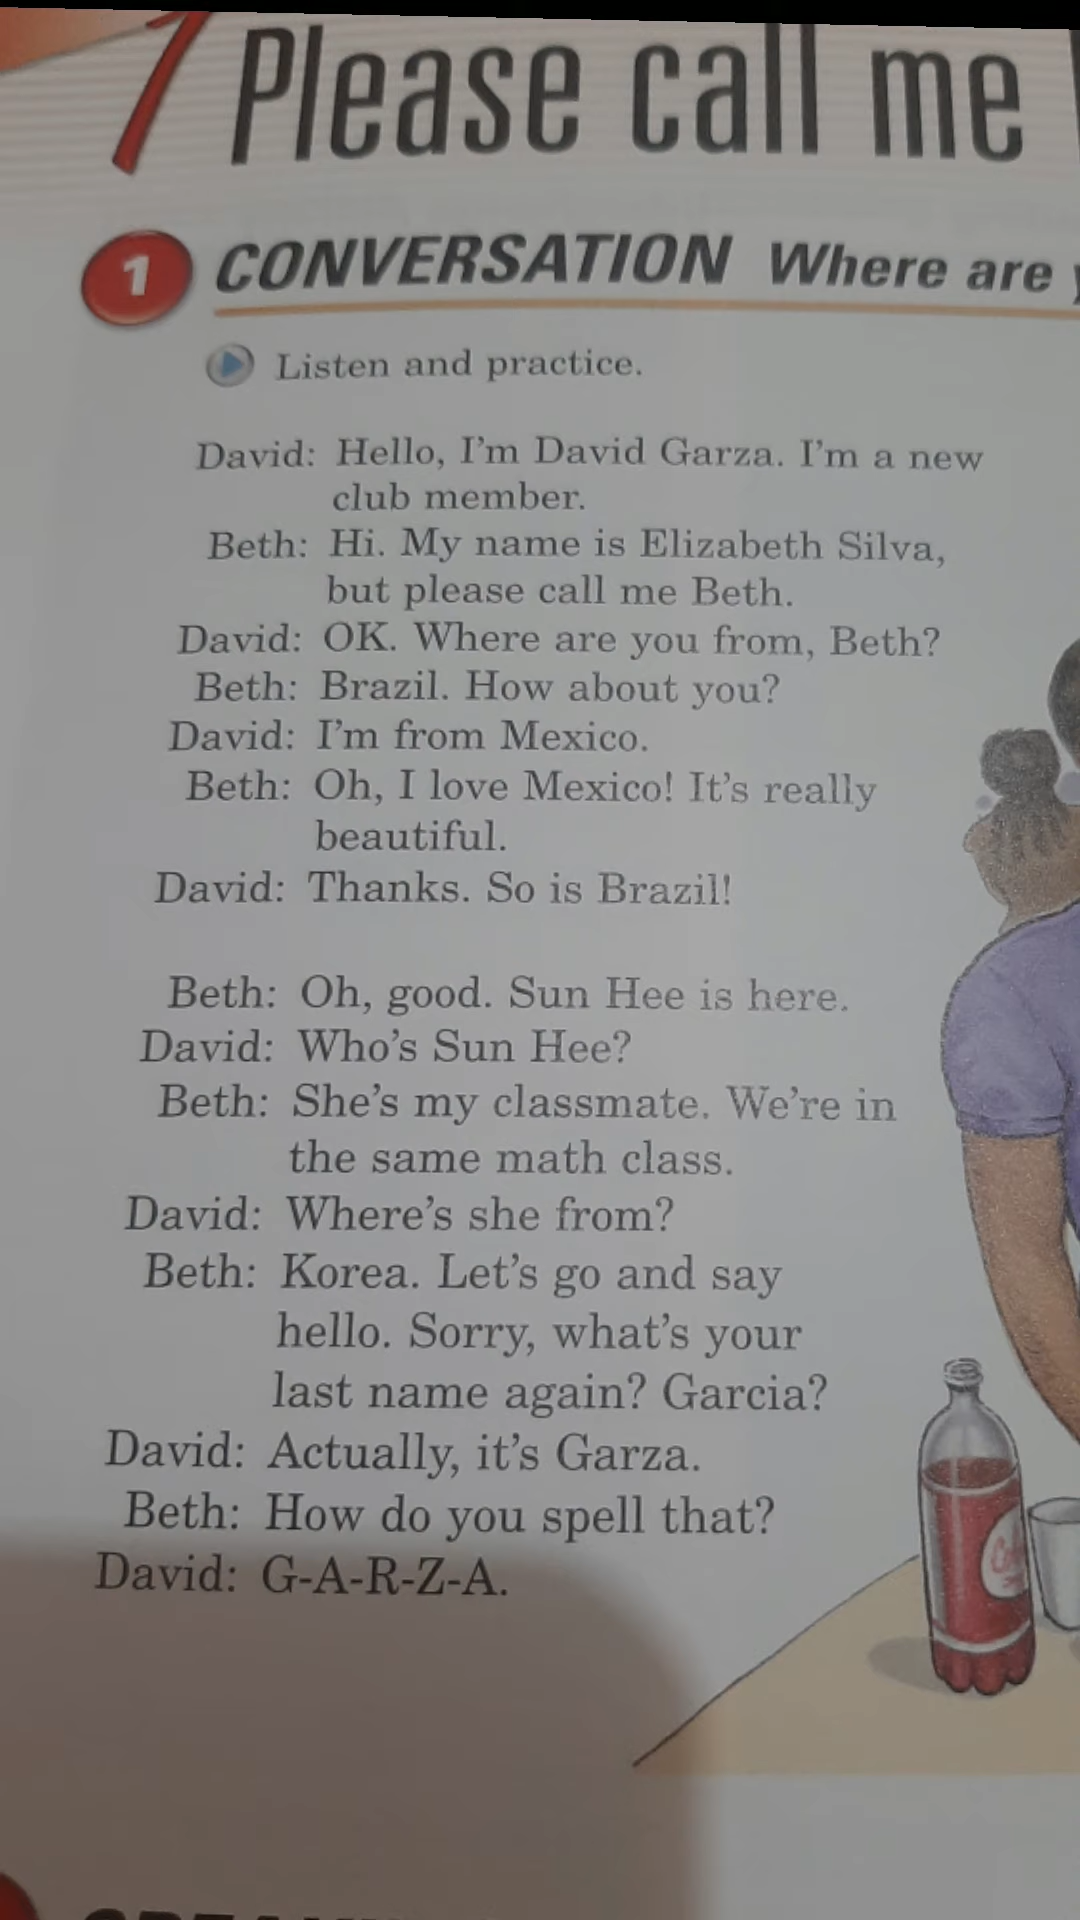 1 Please call me
1 CONVERSATION Where are
Listen and practice.
David: Hello, I'm David Garza. I'm a new
club member.
Beth: Hi. My name is Elizabeth Silva,
but please call me Beth.
David: OK. Where are you from, Beth?
Beth: Brazil. How about you?
David: I'm from Mexico.
Beth: Oh, I love Mexico! It's really
beautiful.
David: Thanks. So is Brazil!
Beth: Oh, good. Sun Hee is here.
David: Who's Sun Hee?
Beth: She's my classmate. We're in
the same math class.
David: Where's she from?
Beth: Korea. Let's go and say
hello. Sorry, what's your
last name again? Garcia?
David: Actually, it's Garza.
Beth: How do you spell that?
David: G-A-R-Z-A.